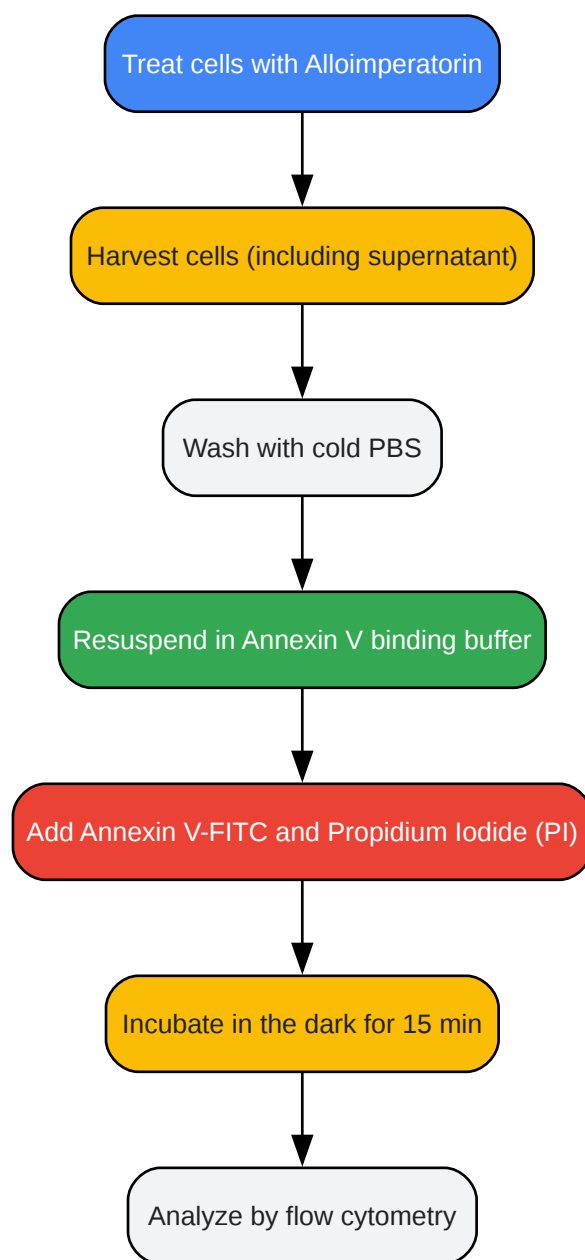 Treat cells with Alloimperatorin
Harvest cells (including supernatant)
Wash with cold PBS
Resuspend in Annexin V binding buffer
Add Annexin V-FITC and Propidium Iodide (PI)
Incubate in the dark for 15 min
Analyze by flow cytometry